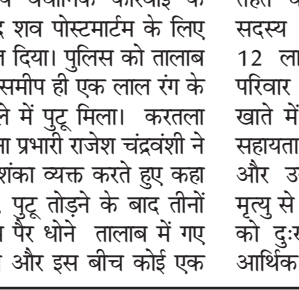 वैधानिक कार्रवाई के
शव पोस्टमार्टम के लिए
दिया। पुलिस को तालाब
समीप ही एक लाल रंग के
में पुटू मिला। करतला
प्रभारी राजेश चंद्रवंशी ने
व्यक्त करते हुए कहा
पुटू तोड़ने के बाद तीनों
पैर धोने तालाब में गए
और इस बीच कोई एक
सदस्य
12
परिवार
खाते में
सहायता
और
मृत्यु से
को
आर्थिक